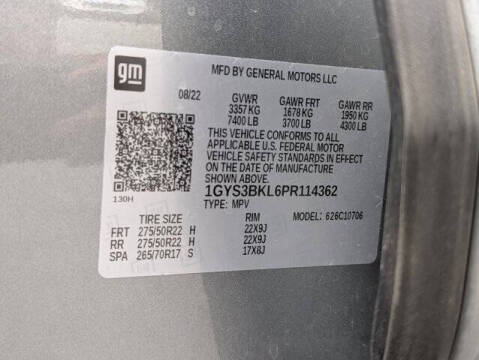 gm
MFD BY GENERAL MOTORS LLC
08/22 GVWR GAWR FRT GAWR RR
3357 KG 1678 KG 1950 KG
7400 LB 3700 LB 4300 LB
THIS VEHICLE CONFORMS TO ALL
APPLICABLE U.S. FEDERAL MOTOR
VEHICLE SAFETY STANDARDS IN EFFECT
ON THE DATE OF MANUFACTURE
SHOWN ABOVE.
1GYS3BKL6PR114362
130H TYPE: MPV MODEL: 626C10706
TIRE SIZE RIM
FRT 275/50R22 H 22X9J
RR 275/50R22 H 22X9J
SPA 265/70R17 S 17X8J